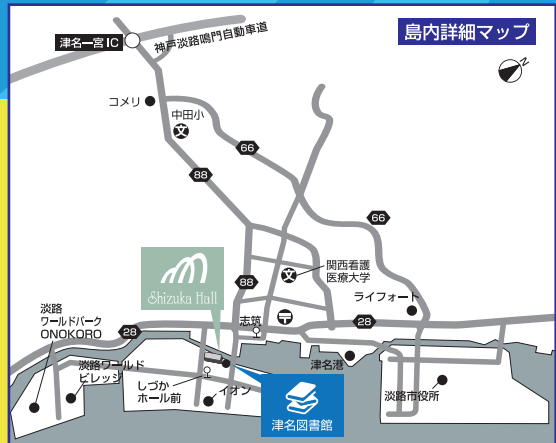 島内詳細マップ
津名一宮IC
神戸淡路鳴門自動車道
N
コメリ
中田小
文
66
88
66
関西看護
医療大学
文
Shizuka Hall
88
ライフォート
淡路
ワールドパーク
ONOKORO
28
志筑
28
淡路ワールド
ビレッジ
しづか
ホール前
イオン
津名港
淡路市役所
津名図書館